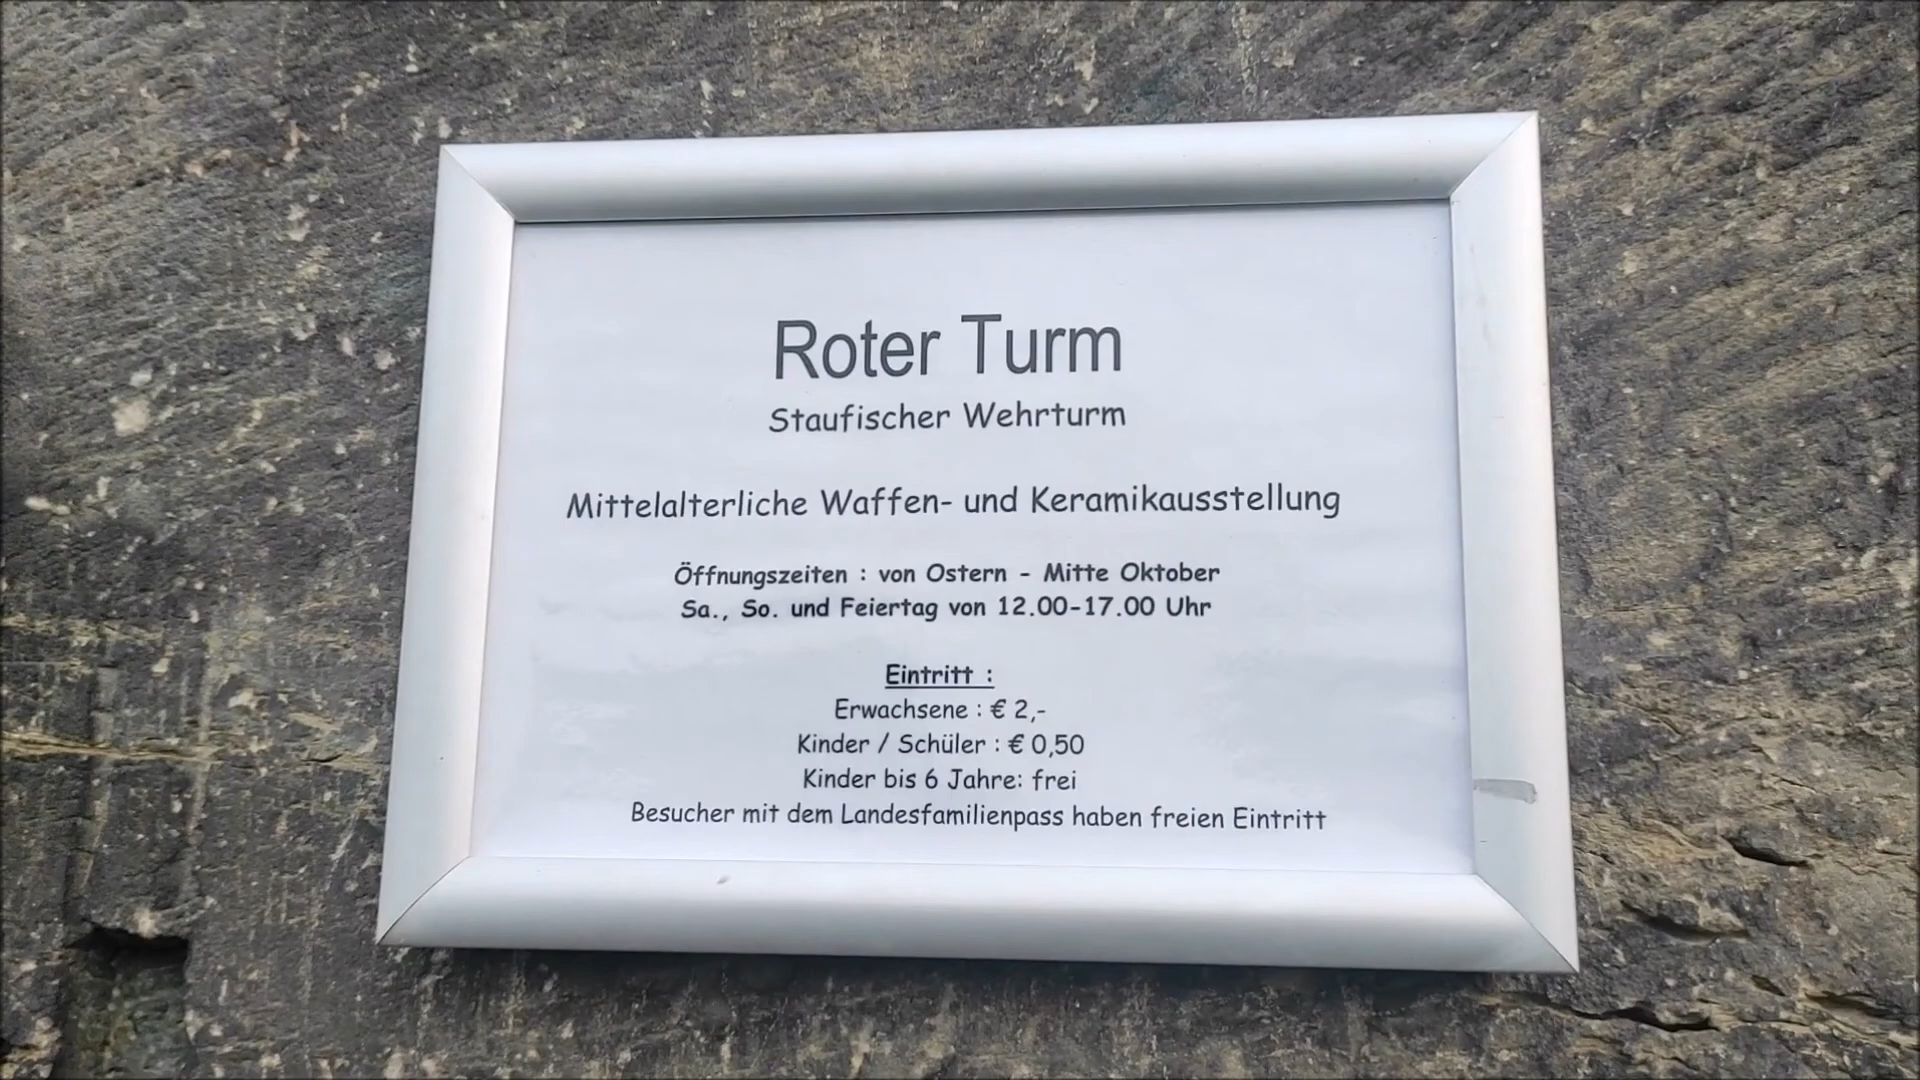 Roter Turm
Staufischer Wehrturm
Mittelalterliche Waffen- und Keramikausstellung
Öffnungszeiten : von Ostern - Mitte Oktober
Sa., So. und Feiertag von 12.00-17.00 Uhr
Eintritt :
Erwachsene : € 2,-
Kinder / Schüler : € 0,50
Kinder bis 6 Jahre: frei
Besucher mit dem Landesfamilienpass haben freien Eintritt